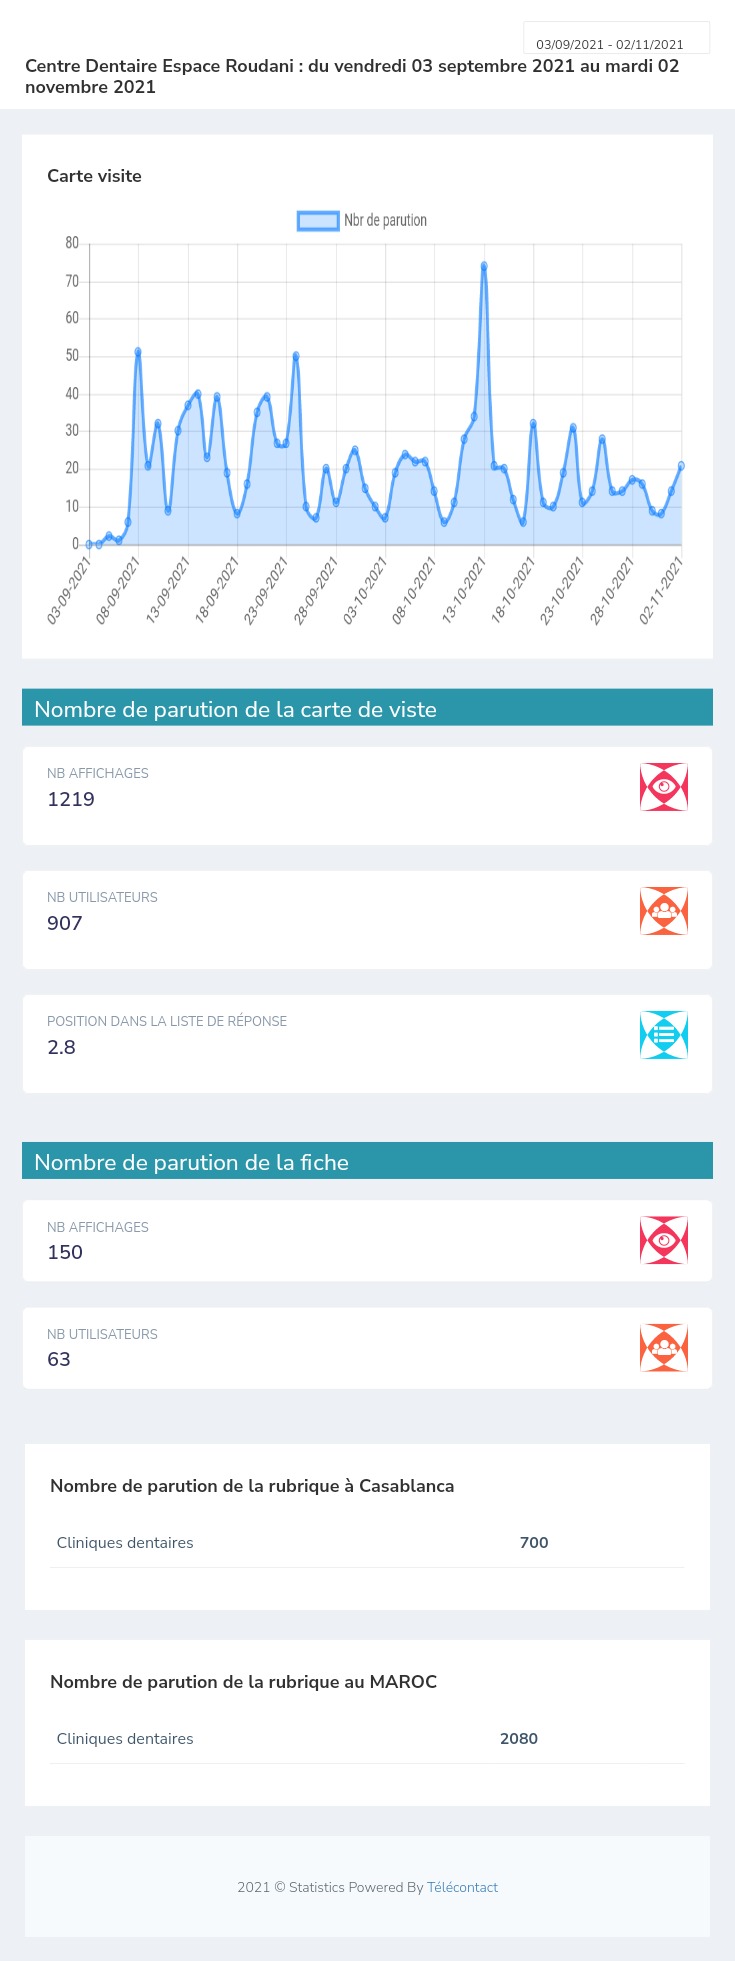 03/09/2021 - 02/11/2021
Centre Dentaire Espace Roudani : du vendredi 03 septembre 2021 au mardi 02
novembre 2021
Carte visite
Nbr de parution
80
70
60
50
40
30
20
10
0
03-09-2021
08-09-2021
13-09-2021
18-09-2021
23-09-2021
28-09-2021
03-10-2021
08-10-2021
13-10-2021
18-10-2021
23-10-2021
28-10-2021
02-11-2021
Nombre de parution de la carte de viste
NB AFFICHAGES
1219
NB UTILISATEURS
907
POSITION DANS LA LISTE DE RÉPONSE
2.8
Nombre de parution de la fiche
NB AFFICHAGES
150
NB UTILISATEURS
63
Nombre de parution de la rubrique à Casablanca
Cliniques dentaires 700
Nombre de parution de la rubrique au MAROC
Cliniques dentaires 2080
2021 © Statistics Powered By Télécontact